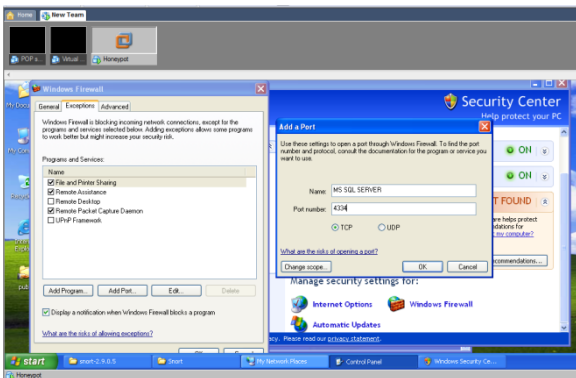 Home
New Team
POP s...
Virtual ...
Honeypot
Windows Firewall
General
Exceptions
Advanced
Windows Firewall is blocking incoming network connections, except for the
programs and services selected below. Adding exceptions allows some programs
to work better but might increase your security risk.
Programs and Services:
Name
File and Printer Sharing
Remote Assistance
Remote Desktop
Remote Packet Capture Daemon
UPnP Framework
Add Program...
Add Port...
Edit...
Delete
Display a notification when Windows Firewall blocks a program
What are the risks of allowing exceptions?
Security Center
Help protect your PC
ON
ON
T FOUND
are helps protect
dations for
my computer?
commendations...
Add a Port
Use these settings to open a port through Windows Firewall. To find the port
number and protocol, consult the documentation for the program or service you
want to use.
Name:
MS SQL SERVER
Port number:
4334
TCP
UDP
What are the risks of opening a port?
Change scope...
OK
Cancel
Manage security settings for:
Internet Options
Windows Firewall
Automatic Updates
acy. Please read our privacy statement.
start
snort-2.9.0.5
Snort
My Network Places
Control Panel
Windows Security Ce...
Honeypot